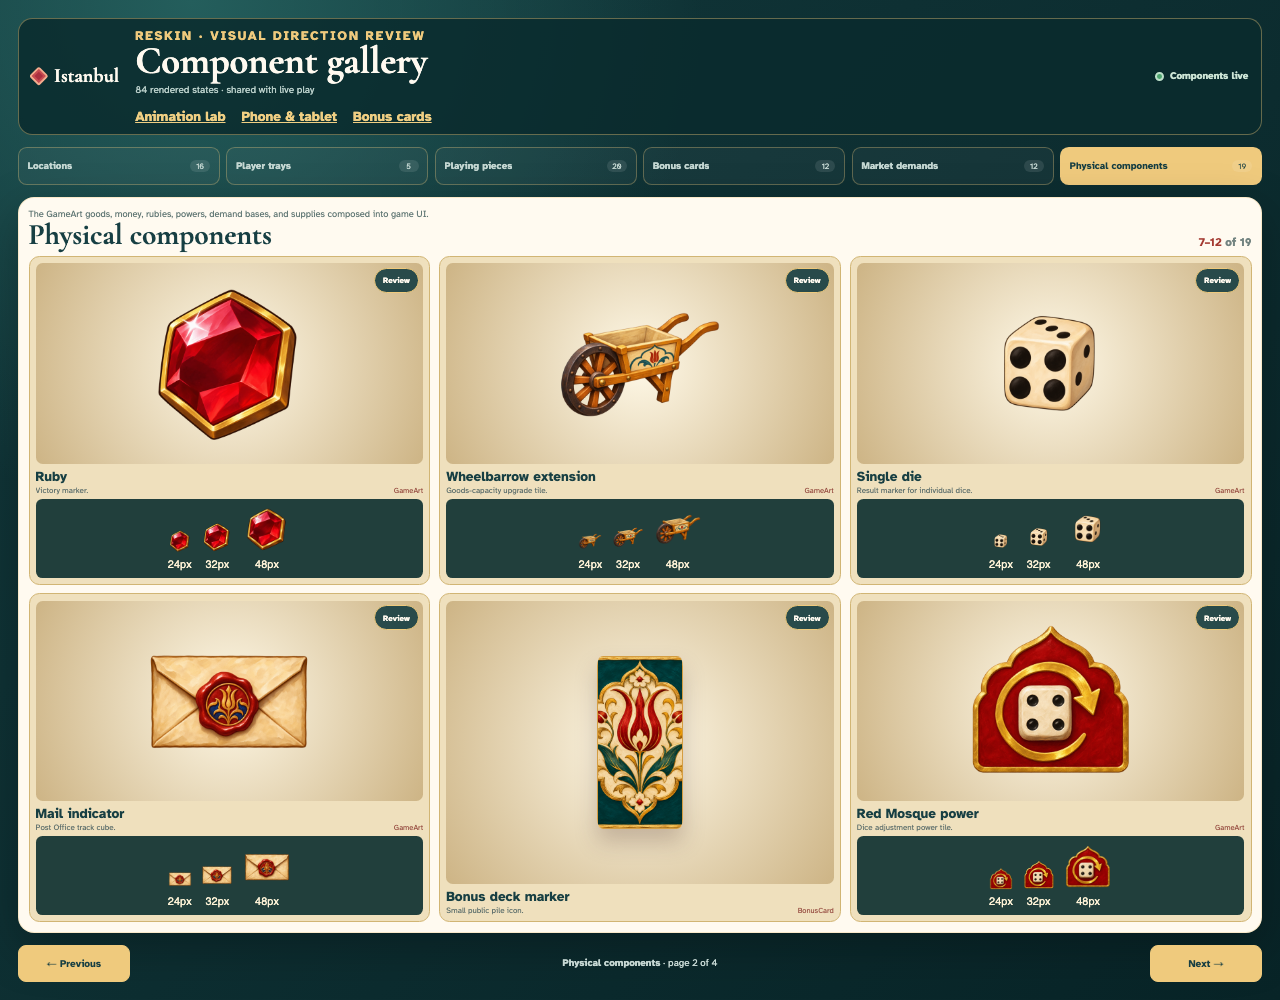 Istanbul
RESKIN · VISUAL DIRECTION REVIEW
Component gallery
84 rendered states · shared with live play
Animation lab Phone & tablet Bonus cards
Components live
Locations 16
Player trays 5
Playing pieces 20
Bonus cards 12
Market demands 12
Physical components 19
The GameArt goods, money, rubies, powers, demand bases, and supplies composed into game UI.
Physical components
7–12 of 19
Review
Ruby
Victory marker. GameArt
24px 32px 48px
Review
Wheelbarrow extension
Goods-capacity upgrade tile. GameArt
24px 32px 48px
Review
Single die
Result marker for individual dice. GameArt
24px 32px 48px
Review
Mail indicator
Post Office track cube. GameArt
24px 32px 48px
Review
Bonus deck marker
Small public pile icon. BonusCard
Review
Red Mosque power
Dice adjustment power tile. GameArt
24px 32px 48px
← Previous
Physical components · page 2 of 4
Next →